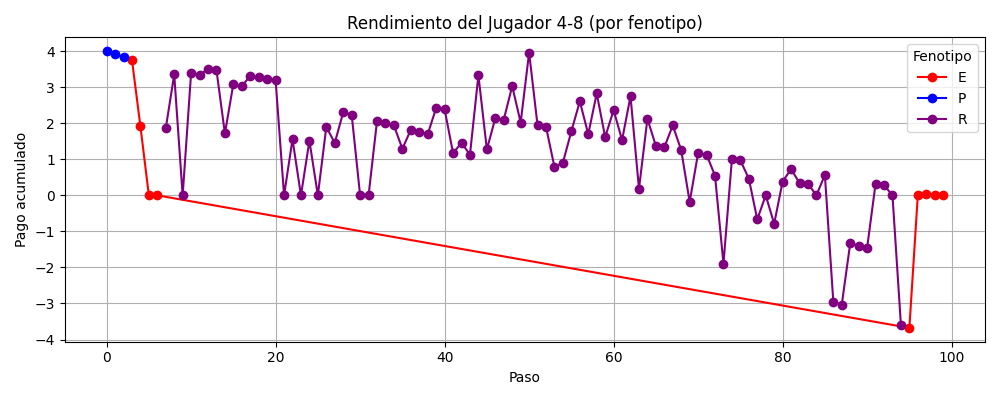 Rendimiento del Jugador 4-8 (por fenotipo)
Pago acumulado
4
3
2
1
0
−1
−2
−3
−4
Fenotipo
E
P
R
0
20
40
60
80
100
Paso